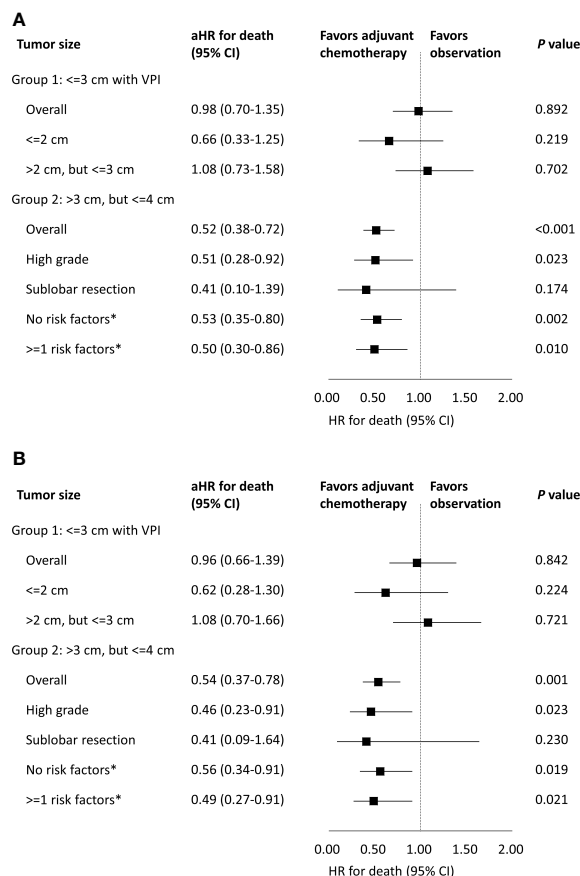 A
Tumor size aHR for death (95% CI) Favors adjuvant chemotherapy Favors observation P value
Group 1: <=3 cm with VPI
Overall 0.98 (0.70-1.35) 0.892
<=2 cm 0.66 (0.33-1.25) 0.219
>2 cm, but <=3 cm 1.08 (0.73-1.58) 0.702
Group 2: >3 cm, but <=4 cm
Overall 0.52 (0.38-0.72) <0.001
High grade 0.51 (0.28-0.92) 0.023
Sublobar resection 0.41 (0.10-1.39) 0.174
No risk factors* 0.53 (0.35-0.80) 0.002
>=1 risk factors* 0.50 (0.30-0.86) 0.010
0.00 0.50 1.00 1.50 2.00
HR for death (95% CI)
B
Tumor size aHR for death (95% CI) Favors adjuvant chemotherapy Favors observation P value
Group 1: <=3 cm with VPI
Overall 0.96 (0.66-1.39) 0.842
<=2 cm 0.62 (0.28-1.30) 0.224
>2 cm, but <=3 cm 1.08 (0.70-1.66) 0.721
Group 2: >3 cm, but <=4 cm
Overall 0.54 (0.37-0.78) 0.001
High grade 0.46 (0.23-0.91) 0.023
Sublobar resection 0.41 (0.09-1.64) 0.230
No risk factors* 0.56 (0.34-0.91) 0.019
>=1 risk factors* 0.49 (0.27-0.91) 0.021
0.00 0.50 1.00 1.50 2.00
HR for death (95% CI)